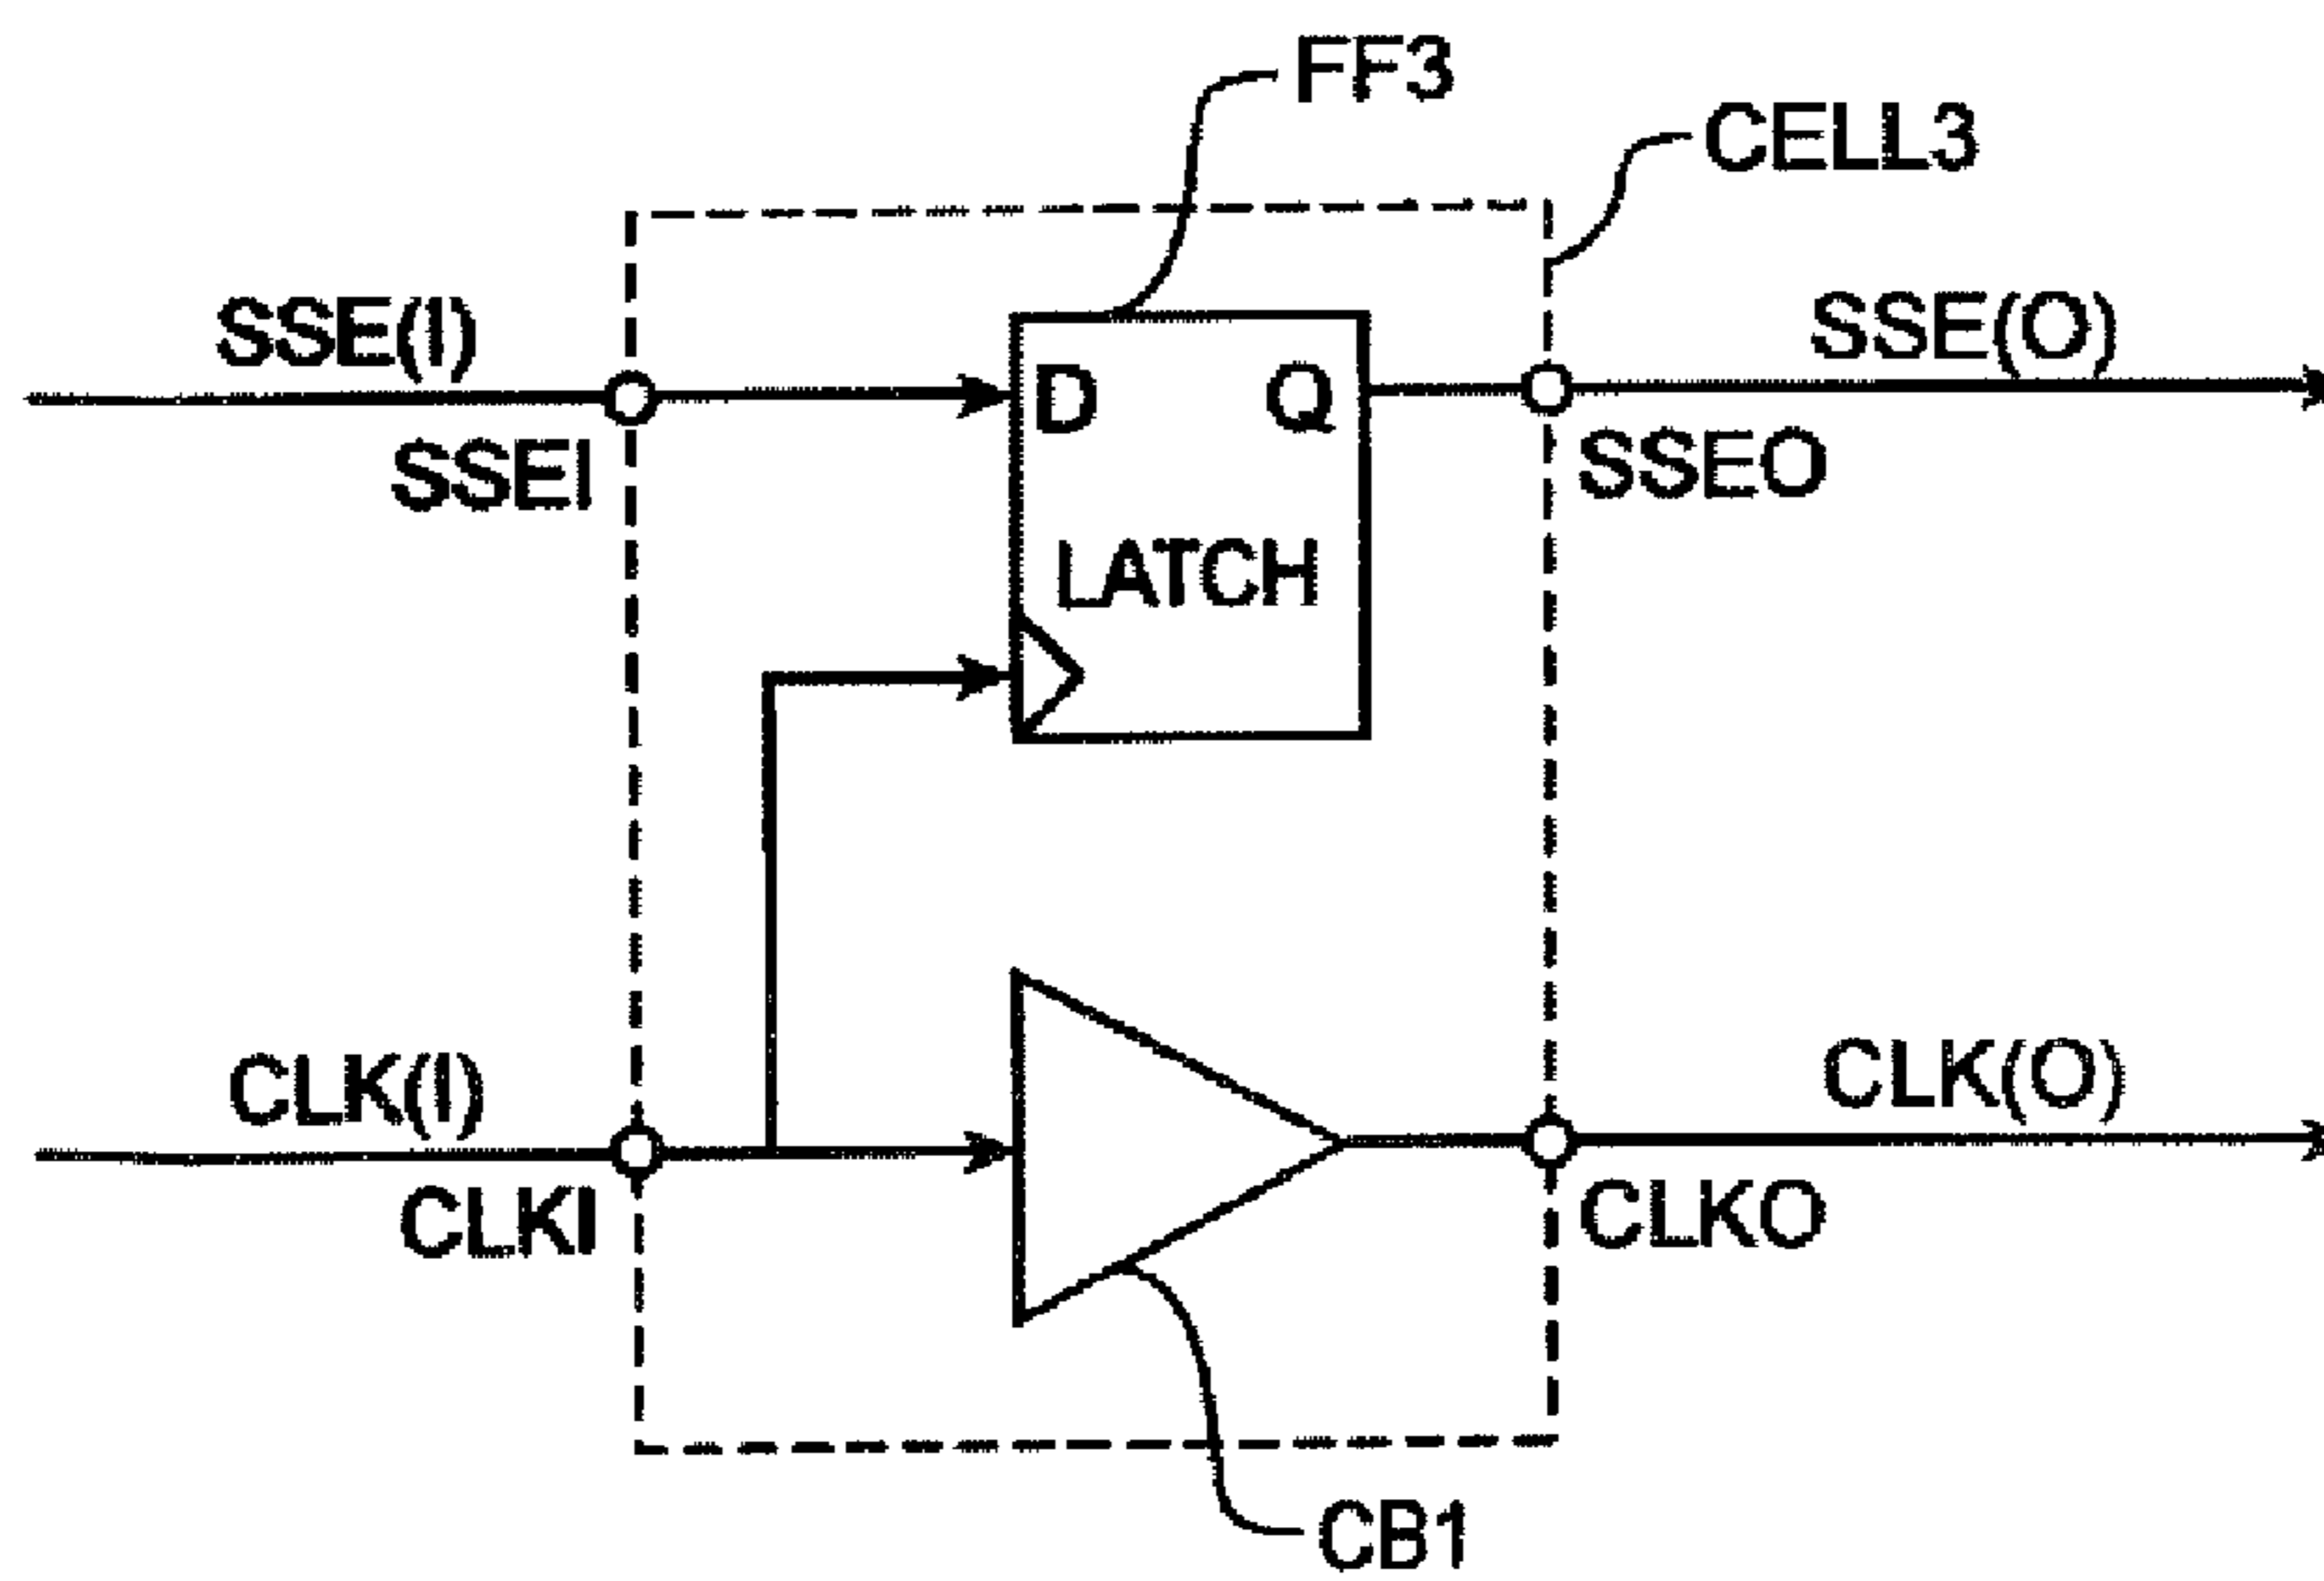 FF3
CELL3
SSE(I)
SSE(O)
D Q
SSEI
SSEO
LATCH
CLK(I)
CLK(O)
CLKI
CLKO
CB1